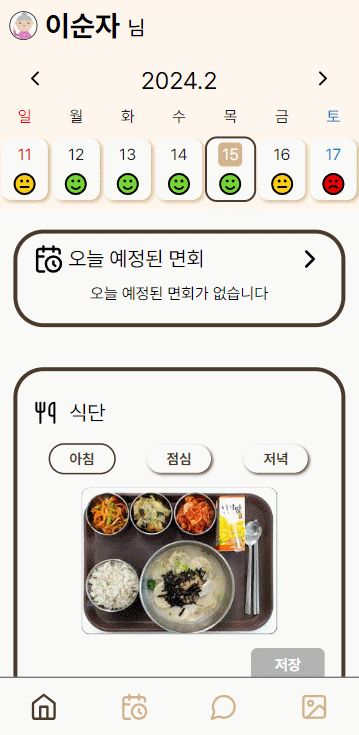 이순자 님
2024.2
일 월 화 수 목 금 토
11 12 13 14 15 16 17
오늘 예정된 면회
오늘 예정된 면회가 없습니다
식단
아침 점심 저녁
저장